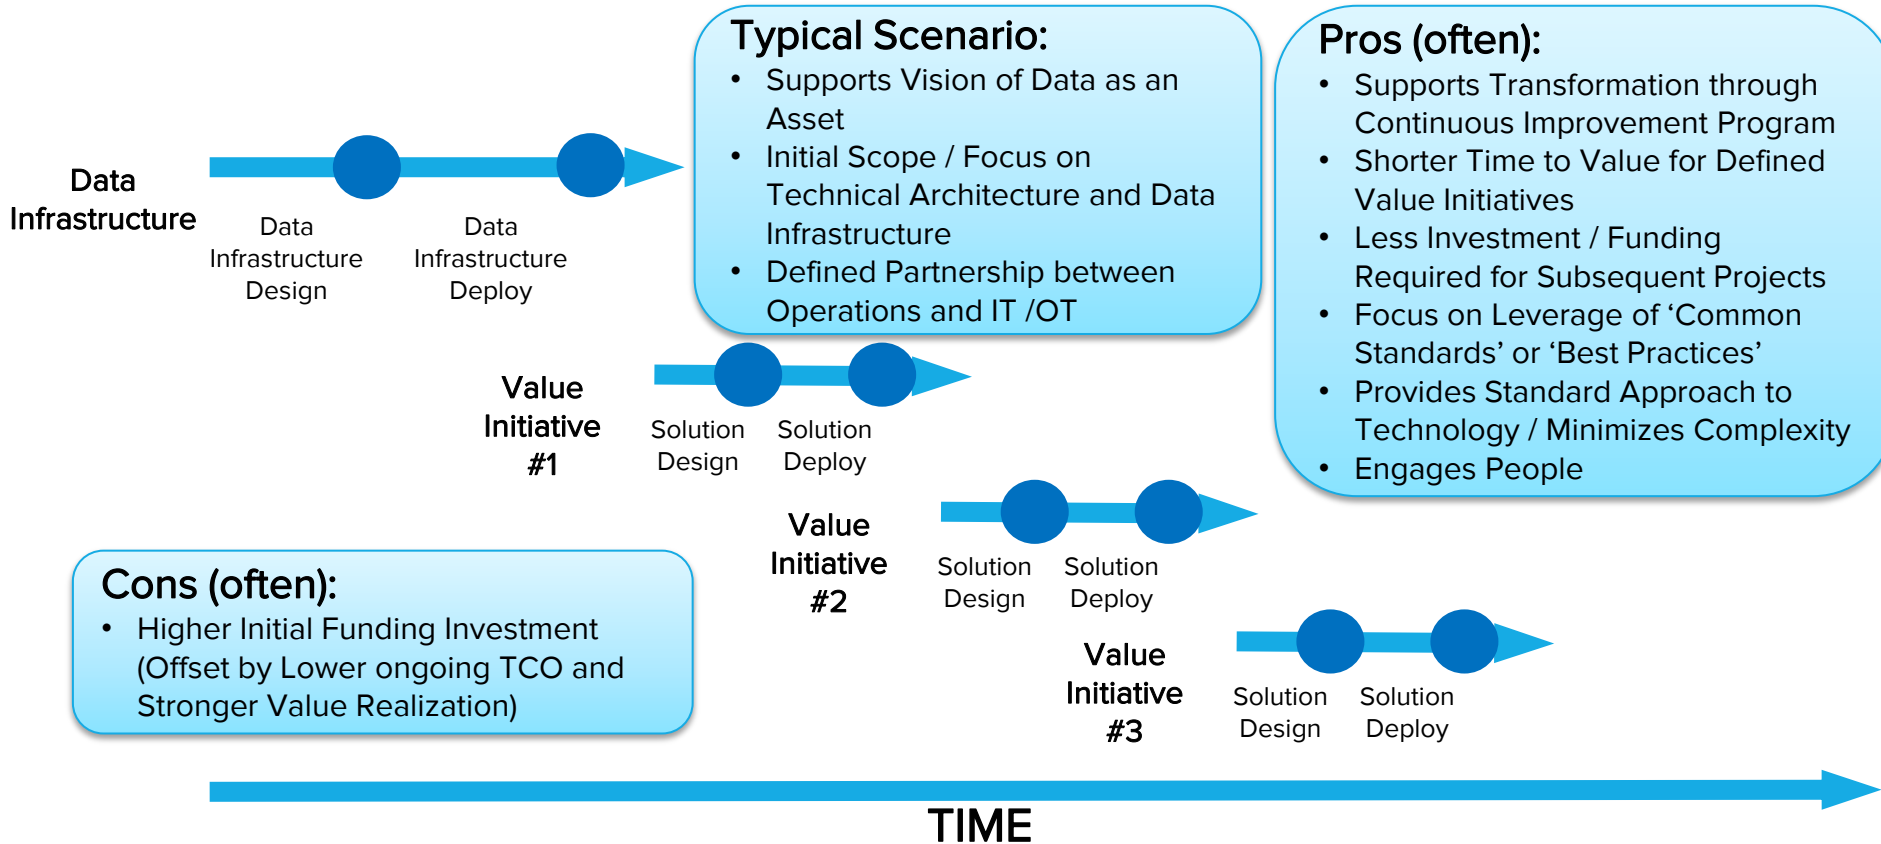 Typical Scenario:
• Supports Vision of Data as an
Asset
• Initial Scope / Focus on
Technical Architecture and Data
Infrastructure
• Defined Partnership between
Operations and IT /OT
Pros (often):
• Supports Transformation through
Continuous Improvement Program
• Shorter Time to Value for Defined
Value Initiatives
• Less Investment / Funding
Required for Subsequent Projects
• Focus on Leverage of ‘Common
Standards’ or ‘Best Practices’
• Provides Standard Approach to
Technology / Minimizes Complexity
• Engages People
Data
Infrastructure
Data
Infrastructure
Design
Data
Infrastructure
Deploy
Value
Initiative
#1
Solution
Design
Solution
Deploy
Value
Initiative
#2
Solution
Design
Solution
Deploy
Cons (often):
• Higher Initial Funding Investment
(Offset by Lower ongoing TCO and
Stronger Value Realization)
Value
Initiative
#3
Solution
Design
Solution
Deploy
TIME